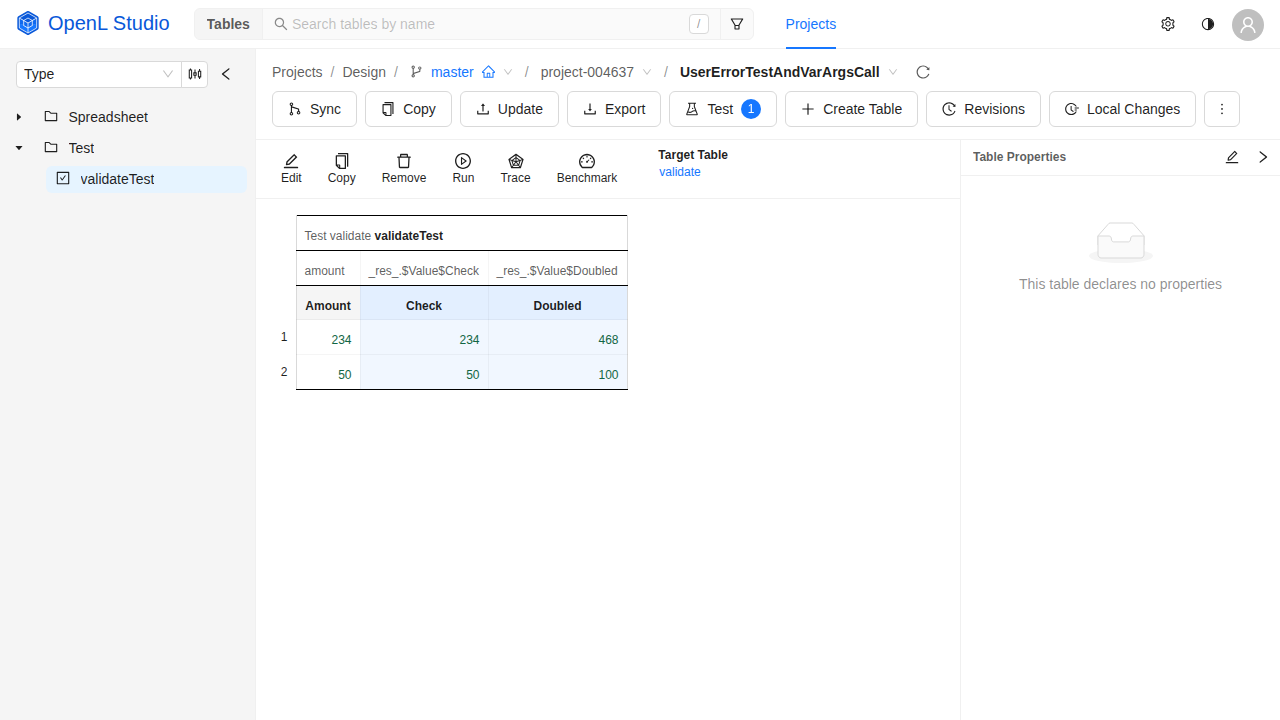 OpenL Studio
Tables
Search tables by name
/
Projects
Type
Spreadsheet
Test
validateTest
Projects / Design / master / project-004637 / UserErrorTestAndVarArgsCall
Sync
Copy
Update
Export
Test 1
Create Table
Revisions
Local Changes
Edit
Copy
Remove
Run
Trace
Benchmark
Target Table
validate
Table Properties
This table declares no properties
Test validate validateTest
amount _res_.$Value$Check _res_.$Value$Doubled
Amount Check Doubled
1 234 234 468
2 50 50 100